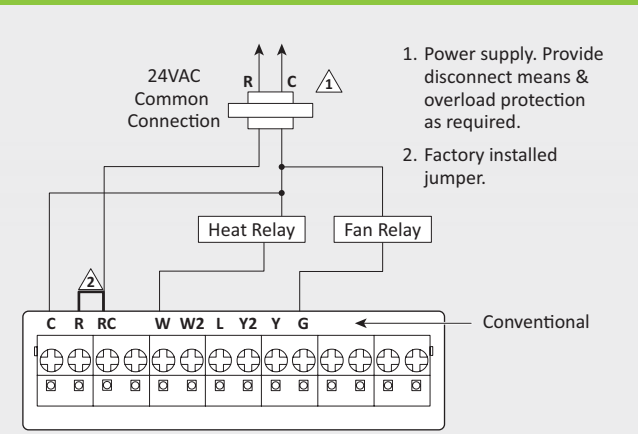 24VAC
Common
Connection
R C 1
1. Power supply. Provide
disconnect means &
overload protection
as required.
2. Factory installed
jumper.
Heat Relay
Fan Relay
2
C R RC W W2 L Y2 Y G
Conventional